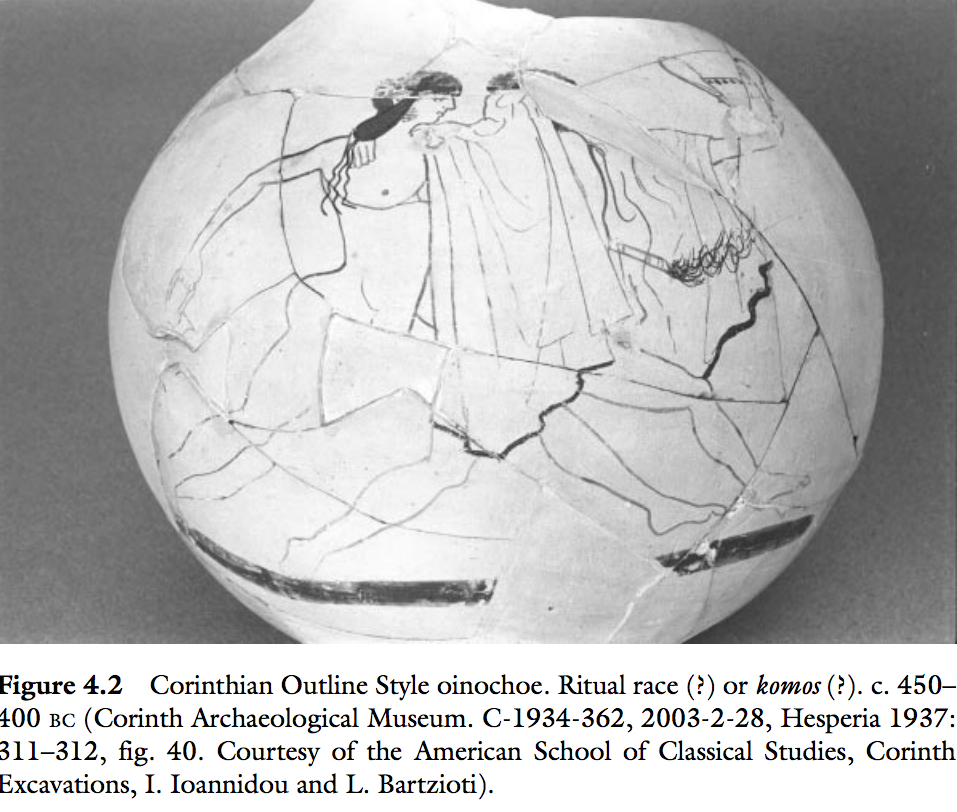 Figure 4.2 Corinthian Outline Style oinochoe. Ritual race (?) or komos (?). c. 450–
400 BC (Corinth Archaeological Museum. C-1934-362, 2003-2-28, Hesperia 1937:
311–312, fig. 40. Courtesy of the American School of Classical Studies, Corinth
Excavations, I. Ioannidou and L. Bartzioti).